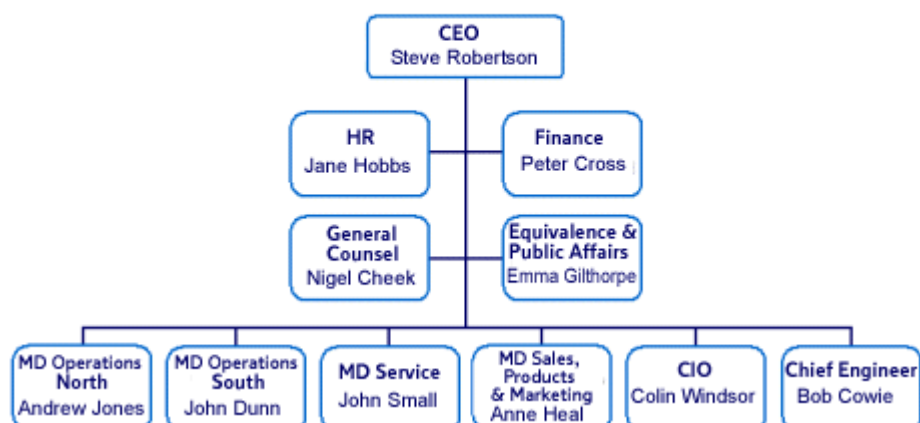 CEO
Steve Robertson
HR
Jane Hobbs
Finance
Peter Cross
General
Counsel
Nigel Cheek
Equivalence &
Public Affairs
Emma Gilthorpe
MD Operations
North
Andrew Jones
MD Operations
South
John Dunn
MD Service
John Small
MD Sales,
Products
& Marketing
Anne Heal
CIO
Colin Windsor
Chief Engineer
Bob Cowie